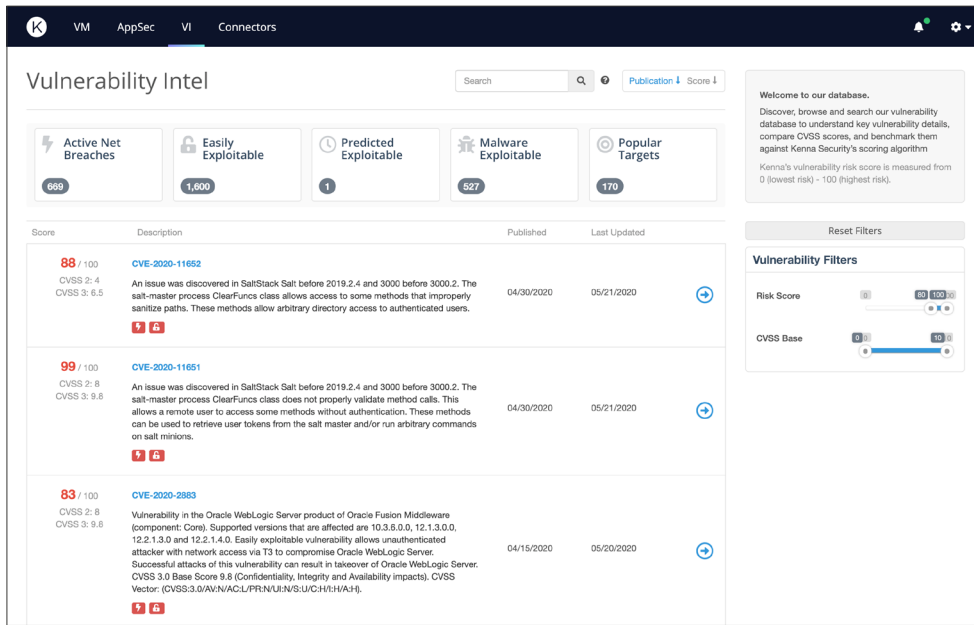 K VM AppSec VI Connectors
Vulnerability Intel
Search
Publication Score
Active Net
Breaches
669
Easily
Exploitable
1,600
Predicted
Exploitable
1
Malware
Exploitable
527
Popular
Targets
170
Score Description Published Last Updated
88 / 100
CVSS 2: 4
CVSS 3: 6.5
CVE-2020-11652
An issue was discovered in SaltStack Salt before 2019.2.4 and 3000 before 3000.2. The
salt-master process ClearFuncs class allows access to some methods that improperly
sanitize paths. These methods allow arbitrary directory access to authenticated users.
04/30/2020 05/21/2020
99 / 100
CVSS 2: 8
CVSS 3: 9.8
CVE-2020-11651
An issue was discovered in SaltStack Salt before 2019.2.4 and 3000 before 3000.2. The
salt-master process ClearFuncs class does not properly validate method calls. This
allows a remote user to access some methods without authentication. These methods
can be used to retrieve user tokens from the salt master and/or run arbitrary commands
on salt minions.
04/30/2020 05/21/2020
83 / 100
CVSS 2: 8
CVSS 3: 9.8
CVE-2020-2883
Vulnerability in the Oracle WebLogic Server product of Oracle Fusion Middleware
(component: Core). Supported versions that are affected are 10.3.6.0.0, 12.1.3.0.0,
12.2.1.3.0 and 12.2.1.4.0. Easily exploitable vulnerability allows unauthenticated
attacker with network access via T3 to compromise Oracle WebLogic Server.
Successful attacks of this vulnerability can result in takeover of Oracle WebLogic Server.
CVSS 3.0 Base Score 9.8 (Confidentiality, Integrity and Availability impacts). CVSS
Vector: (CVSS:3.0/AV:N/AC:L/PR:N/UI:N/S:U/C:H/I:H/A:H).
04/15/2020 05/20/2020
Welcome to our database.
Discover, browse and search our vulnerability
database to understand key vulnerability details,
compare CVSS scores, and benchmark them
against Kenna Security's scoring algorithm
Kenna's vulnerability risk score is measured from
0 (lowest risk) - 100 (highest risk).
Reset Filters
Vulnerability Filters
Risk Score 0 80 100
CVSS Base 0 10